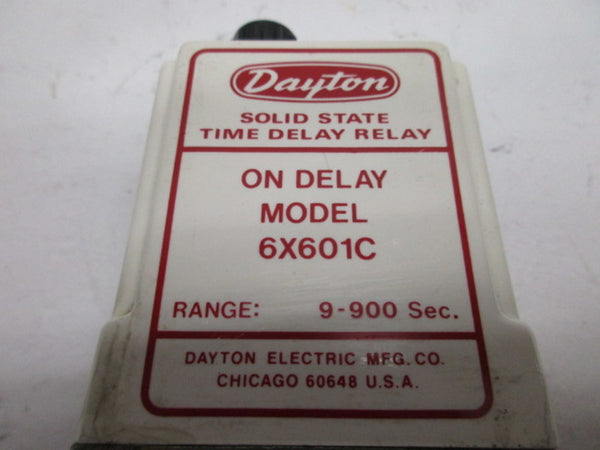 Dayton
SOLID STATE
TIME DELAY RELAY
ON DELAY
MODEL
6X601C
RANGE: 9-900 Sec.
DAYTON ELECTRIC MFG. CO.
CHICAGO 60648 U.S.A.